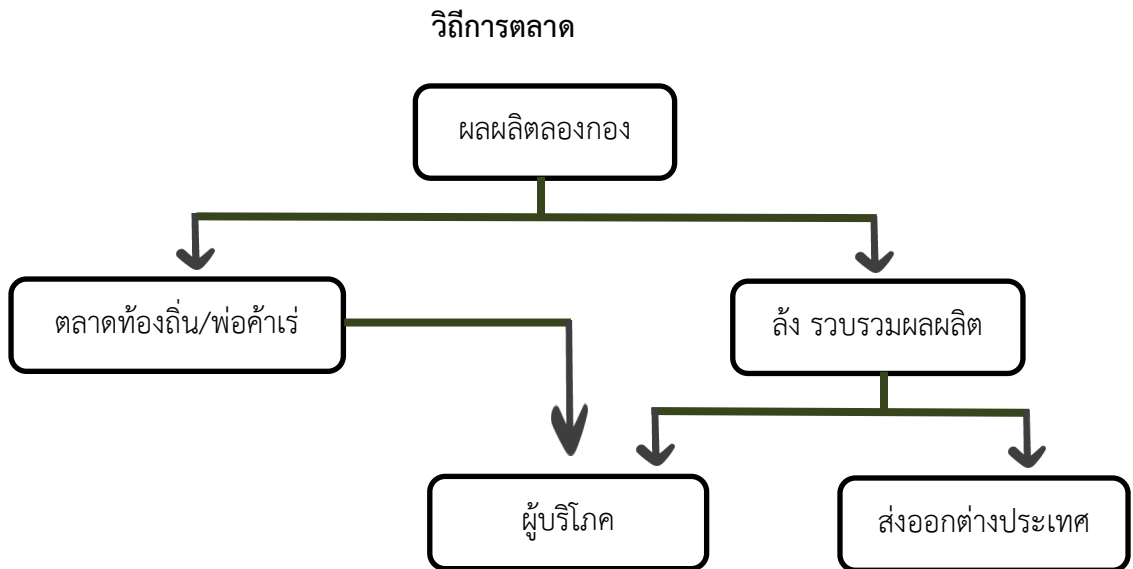 วิถีการตลาด
ผลผลิตลองกอง
ตลาดท้องถิ่น/พ่อค้าเร่
ล้ง รวบรวมผลผลิต
ผู้บริโภค
ส่งออกต่างประเทศ